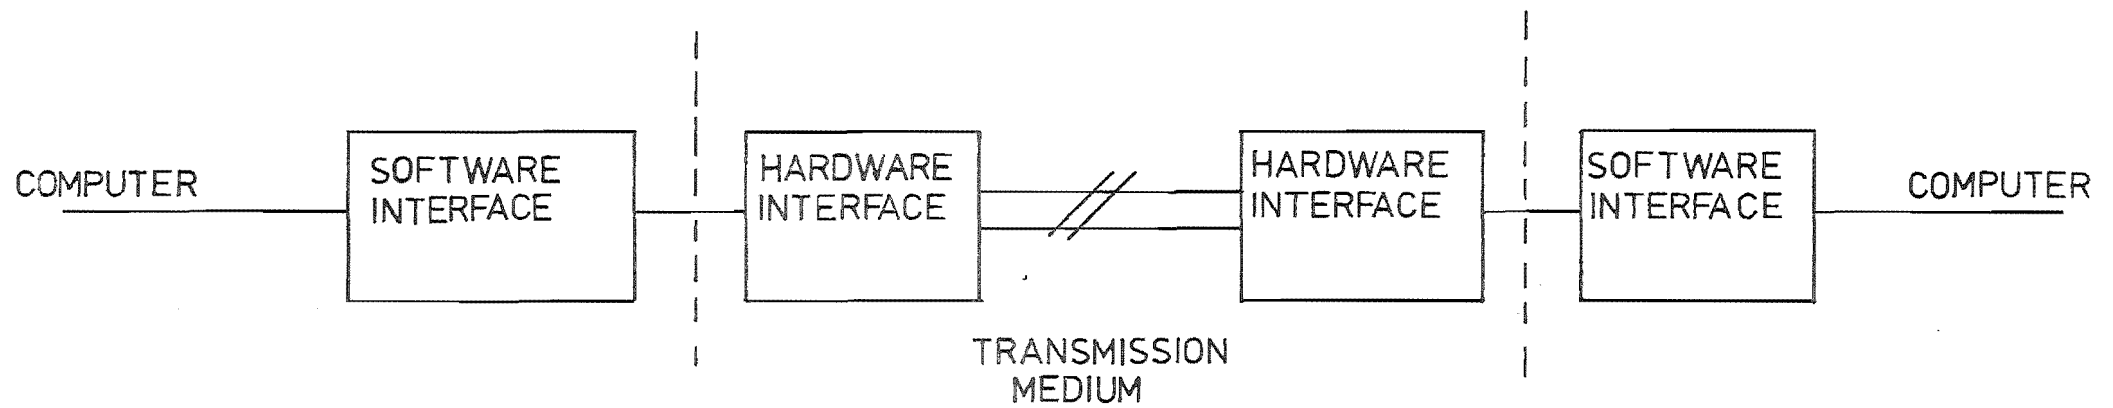 COMPUTER
SOFTWARE
INTERFACE
HARDWARE
INTERFACE
HARDWARE
INTERFACE
SOFTWARE
INTERFACE
COMPUTER
TRANSMISSION
MEDIUM